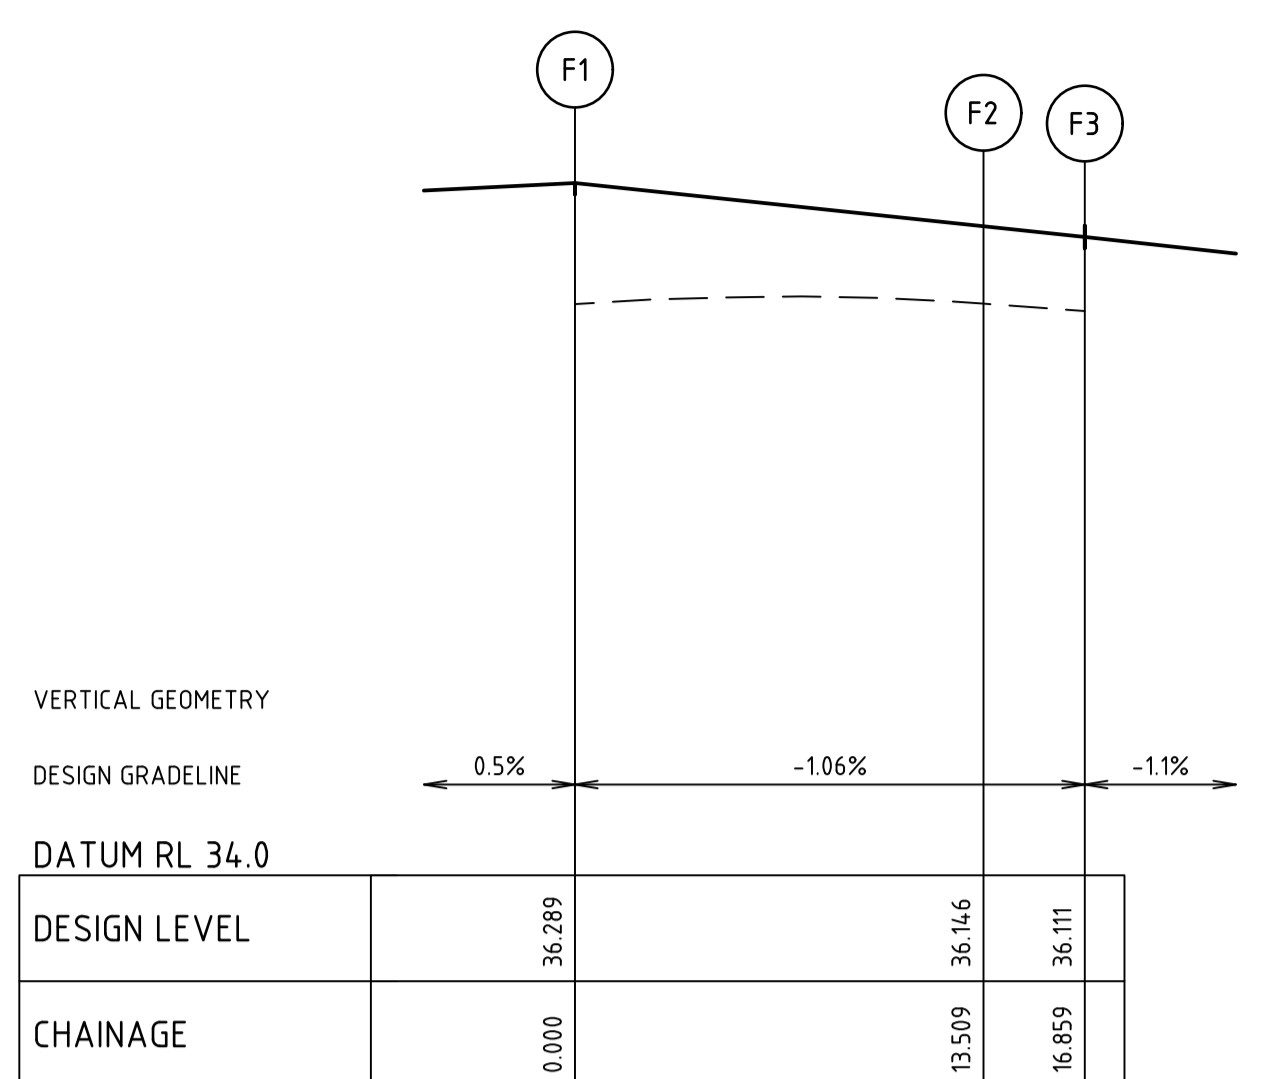 F1
F2
F3
VERTICAL GEOMETRY
DESIGN GRADELINE 0.5% -1.06% -1.1%
DATUM RL 34.0
DESIGN LEVEL 36.289 36.146 36.111
CHAINAGE 0.000 13.509 16.859